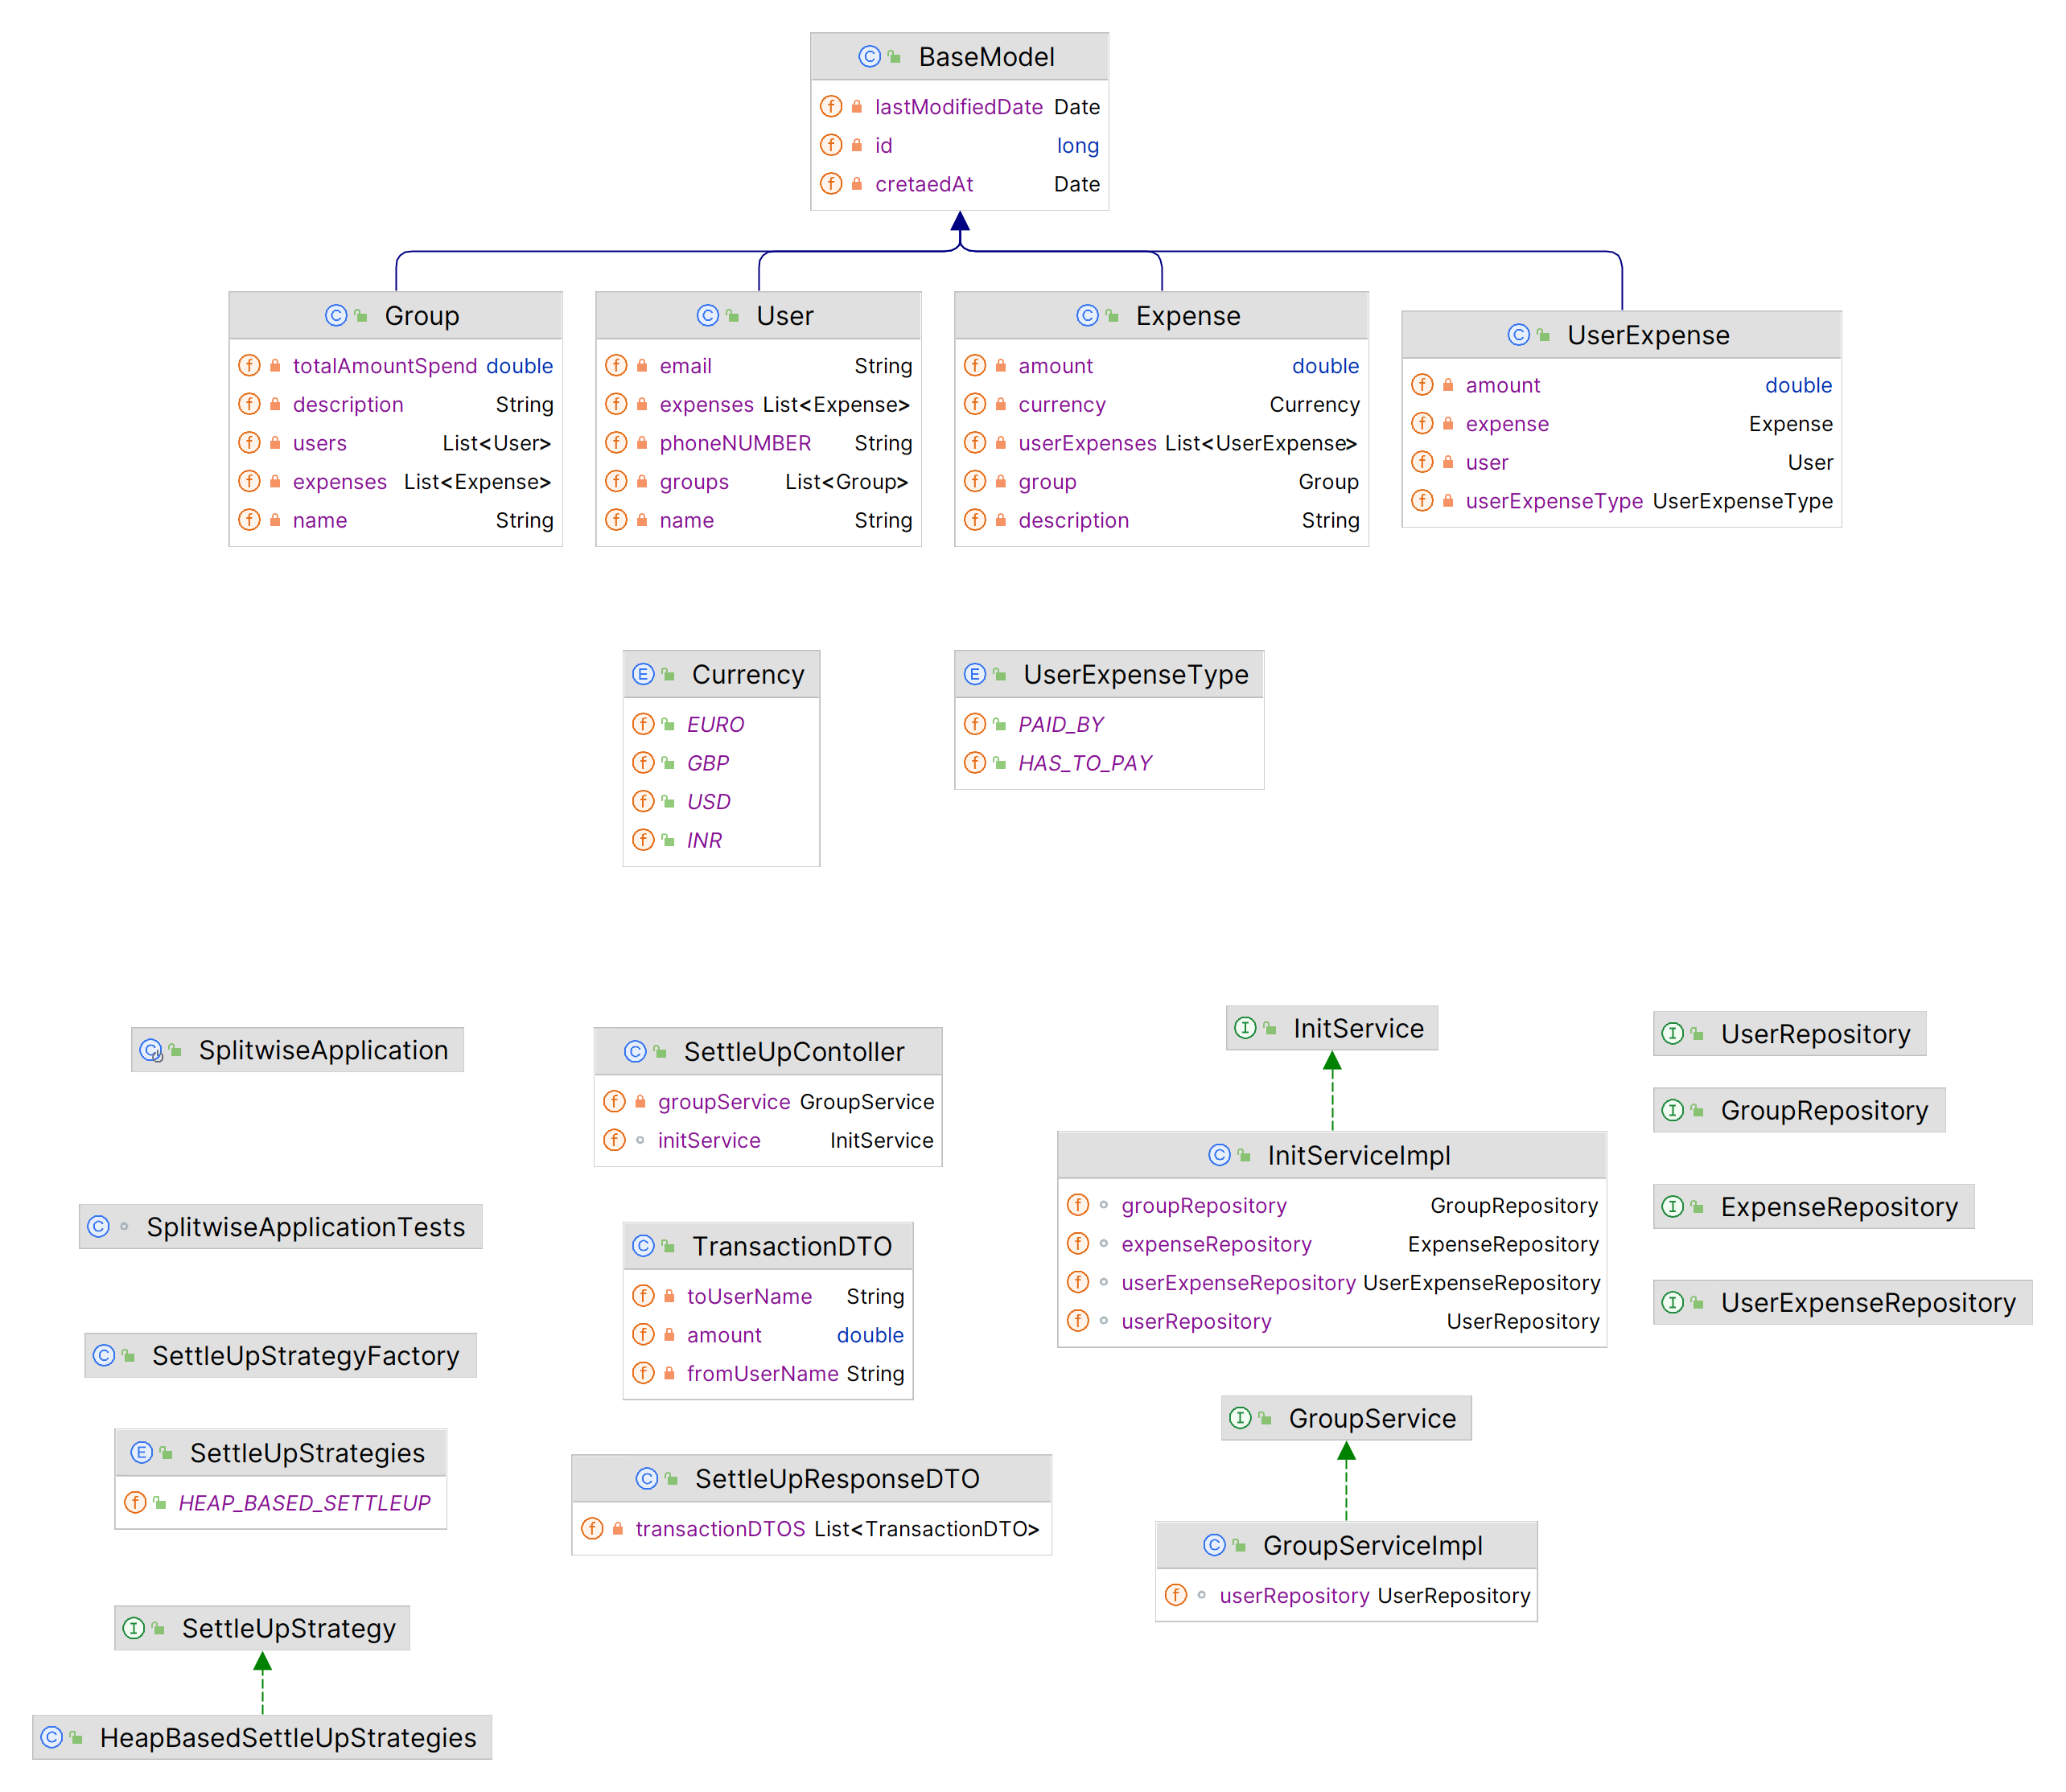 BaseModel
lastModifiedDate Date
id long
cretaedAt Date
Group
totalAmountSpend double
description String
users List<User>
expenses List<Expense>
name String
User
email String
expenses List<Expense>
phoneNUMBER String
groups List<Group>
name String
Expense
amount double
currency Currency
userExpenses List<UserExpense>
group Group
description String
UserExpense
amount double
expense Expense
user User
userExpenseType UserExpenseType
Currency
EURO
GBP
USD
INR
UserExpenseType
PAID_BY
HAS_TO_PAY
SplitwiseApplication
SplitwiseApplicationTests
SettleUpStrategyFactory
SettleUpStrategies
HEAP_BASED_SETTLEUP
SettleUpStrategy
HeapBasedSettleUpStrategies
SettleUpContoller
groupService GroupService
initService InitService
TransactionDTO
toUserName String
amount double
fromUserName String
SettleUpResponseDTO
transactionDTOS List<TransactionDTO>
InitService
InitServiceImpl
groupRepository GroupRepository
expenseRepository ExpenseRepository
userExpenseRepository UserExpenseRepository
userRepository UserRepository
GroupService
GroupServiceImpl
userRepository UserRepository
UserRepository
GroupRepository
ExpenseRepository
UserExpenseRepository